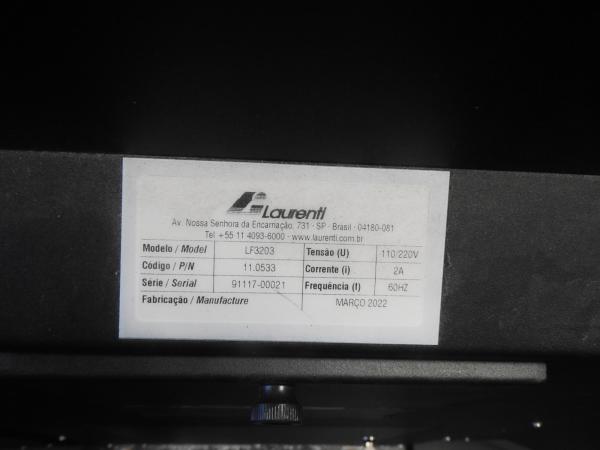 Laurenti
Av. Nossa Senhora da Encarnação, 731 - SP - Brasil - 04180-081
Tel +55 11 4093-6000 - www.laurenti.com.br
Modelo / Model LF3203 Tensão (U) 110/220V
Código / P/N 11.0533 Corrente (i) 2A
Série / Serial 91117-00021 Frequência (f) 60HZ
Fabricação / Manufacture MARÇO 2022